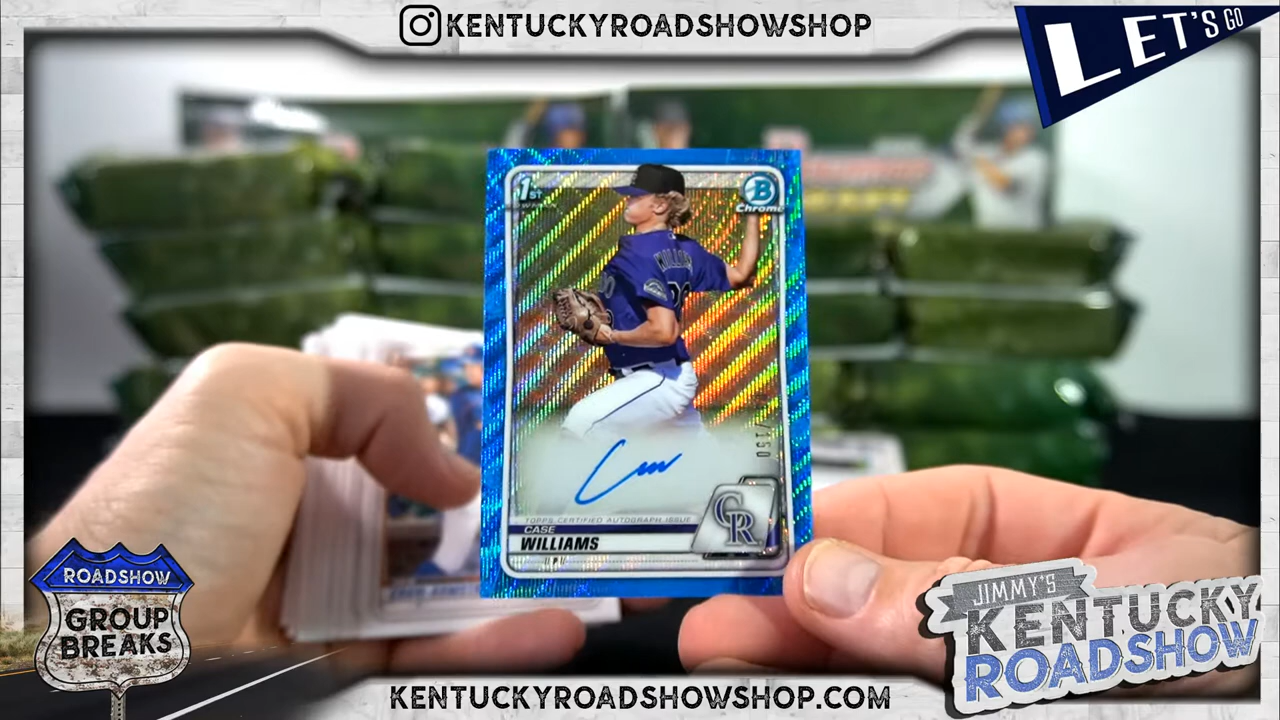 KENTUCKYROADSHOWSHOP
LET'S GO
1ST
B
Chrome
/150
TOPPS CERTIFIED AUTOGRAPH ISSUE
CASE
WILLIAMS
CR
ROADSHOW
GROUP
BREAKS
JIMMY'S
KENTUCKY
ROADSHOW
KENTUCKYROADSHOWSHOP.COM